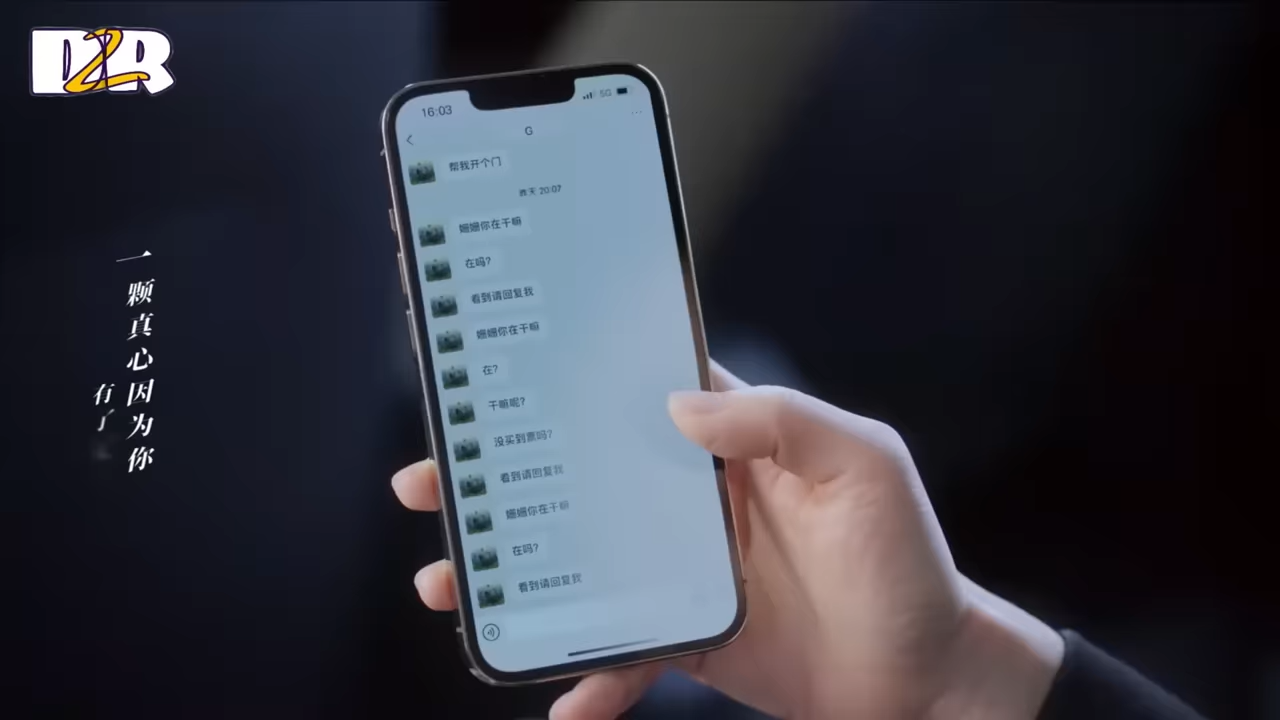 D2R
16:03
5G
G
帮我开个门
昨天 20:07
姗姗你在干嘛
在吗?
看到请回复我
姗姗你在干嘛
在?
干嘛呢?
没买到票吗?
看到请回复我
姗姗你在干嘛
在吗?
看到请回复我
一颗真心因为你
有了